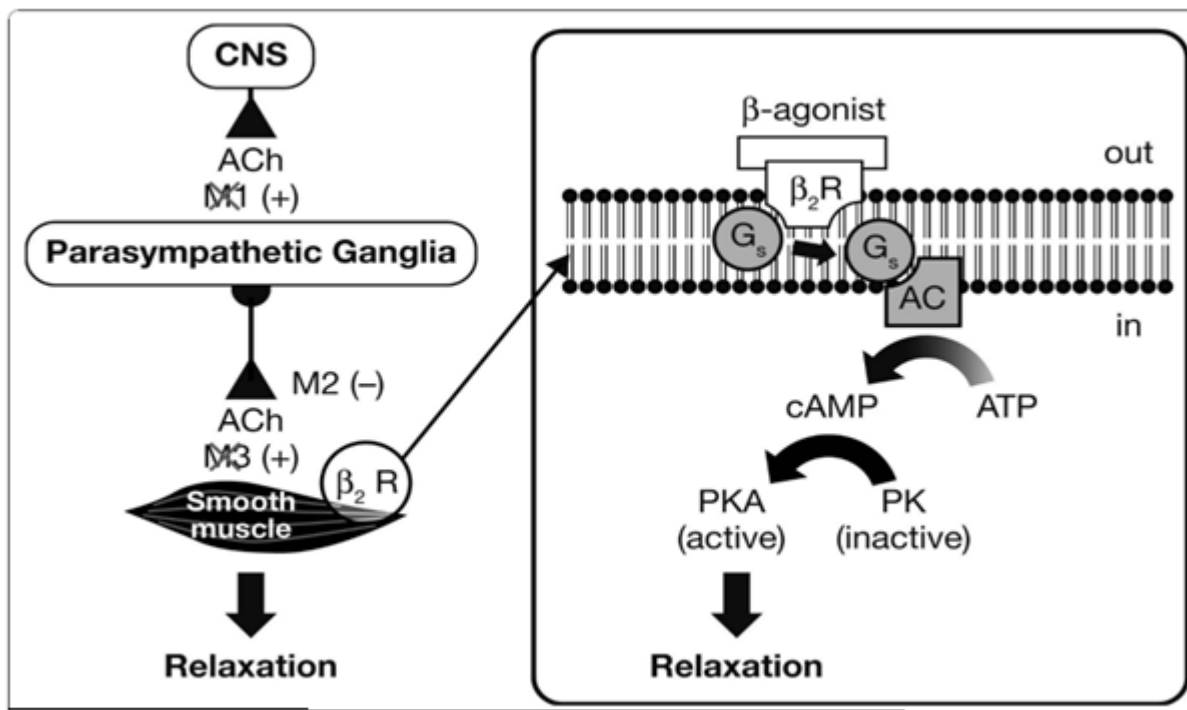 CNS
ACh
M1 (+)
Parasympathetic Ganglia
M2 (–)
ACh
M3 (+)
β₂ R
Smooth
muscle
Relaxation
β-agonist
out
β₂R
Gₛ
Gₛ
AC
in
cAMP
ATP
PKA
(active)
PK
(inactive)
Relaxation